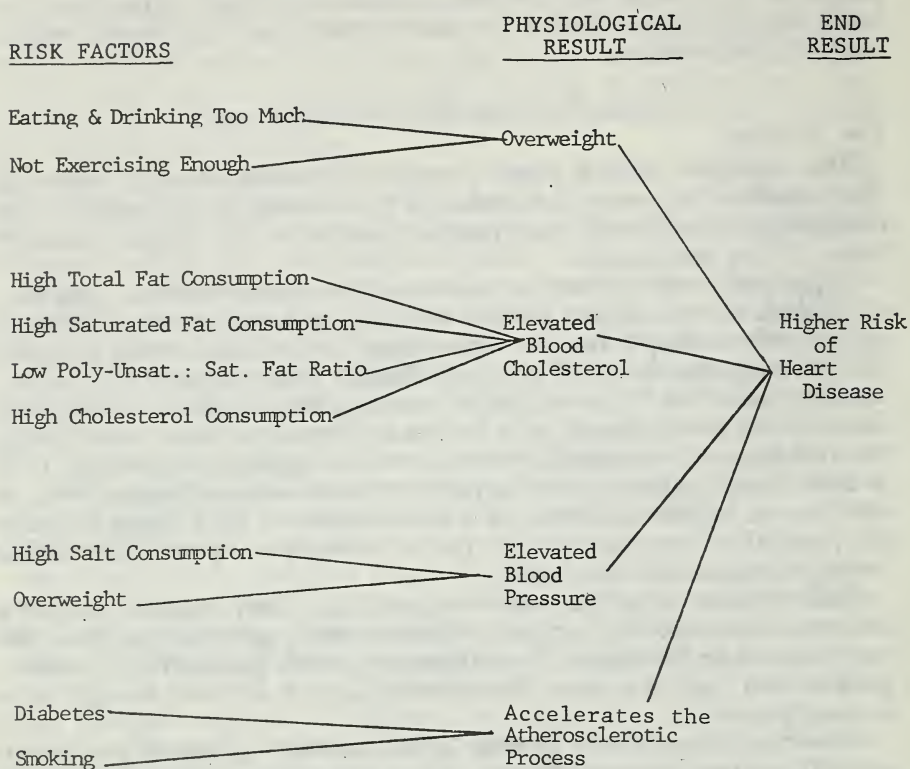 RISK FACTORS
PHYSIOLOGICAL
RESULT
END
RESULT
Eating & Drinking Too Much
Not Exercising Enough
Overweight
High Total Fat Consumption
High Saturated Fat Consumption
Low Poly-Unsat.: Sat. Fat Ratio
High Cholesterol Consumption
Elevated
Blood
Cholesterol
Higher Risk
of
Heart
Disease
High Salt Consumption
Overweight
Elevated
Blood
Pressure
Diabetes
Smoking
Accelerates the
Atherosclerotic
Process